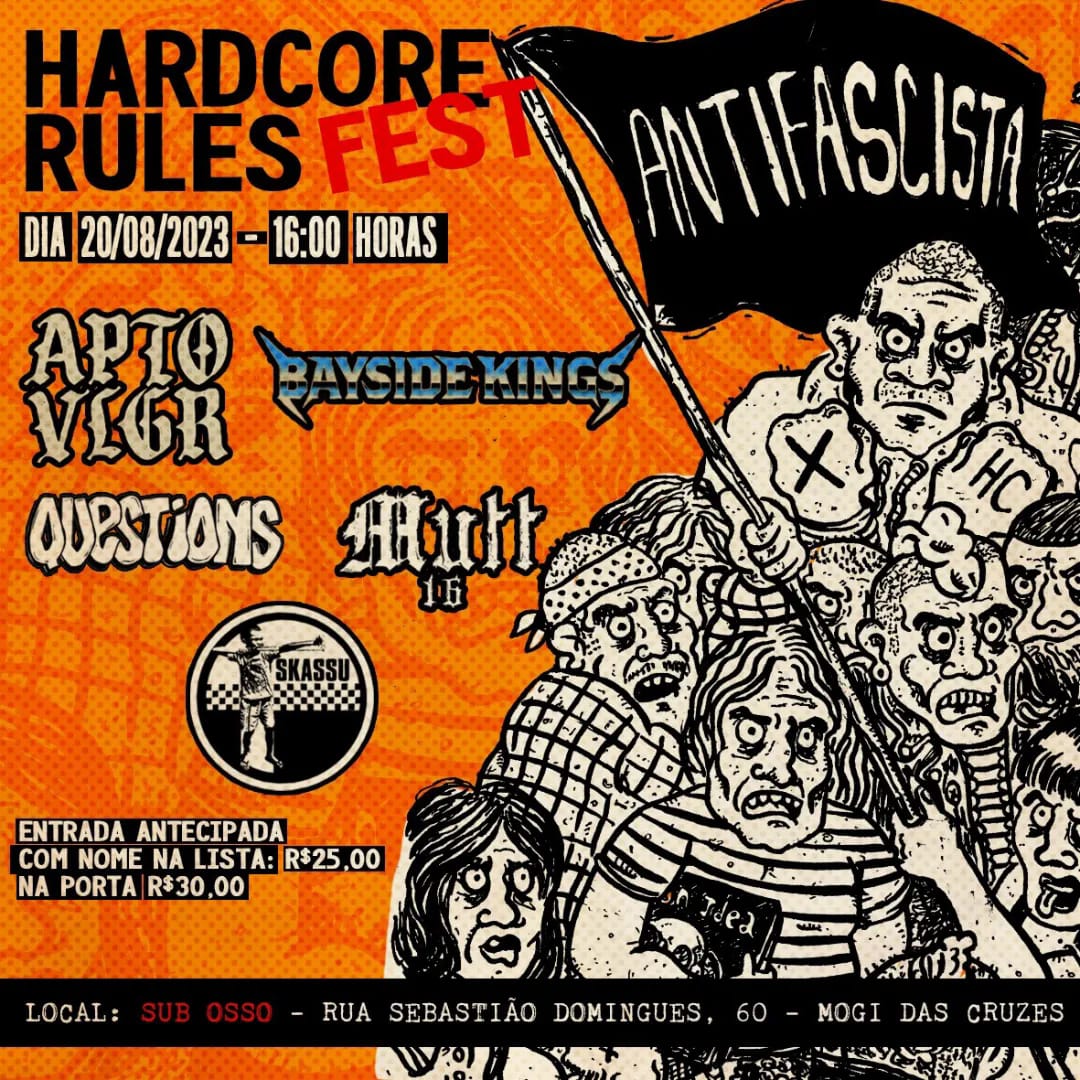 HARDCORE
RULES FEST
DIA 20/08/2023 - 16:00 HORAS
ANTIFASCISTA
APTO
VLGR
BAYSIDE KINGS
QUESTIONS
Mutt
16
SKASSU
X
HC
ENTRADA ANTECIPADA
COM NOME NA LISTA: R$25,00
NA PORTA R$30,00
LOCAL: SUB OSSO - RUA SEBASTIÃO DOMINGUES, 60 - MOGI DAS CRUZES